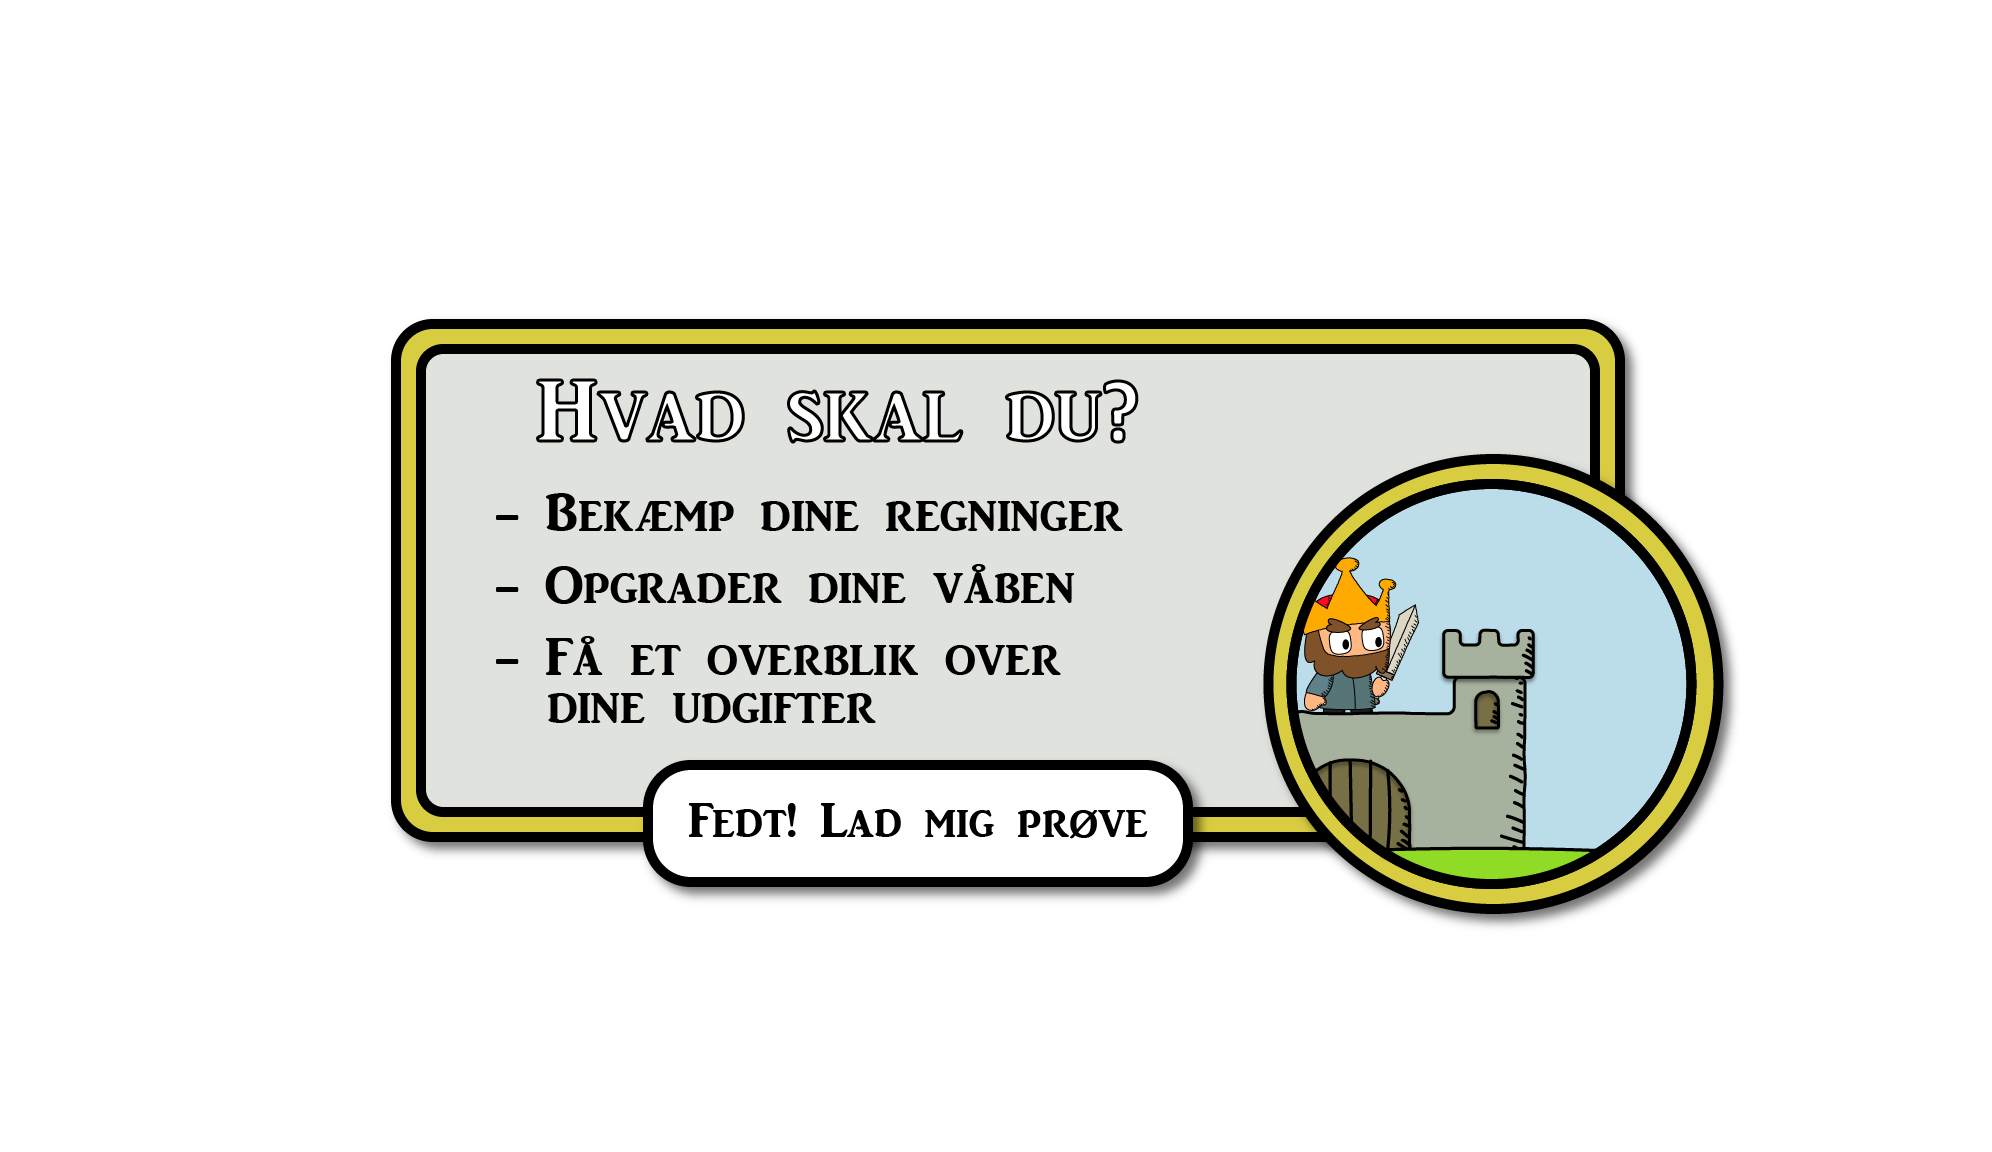 Hvad skal du?
- Bekæmp dine regninger
- Opgrader dine våben
- Få et overblik over
dine udgifter
Fedt! Lad mig prøve